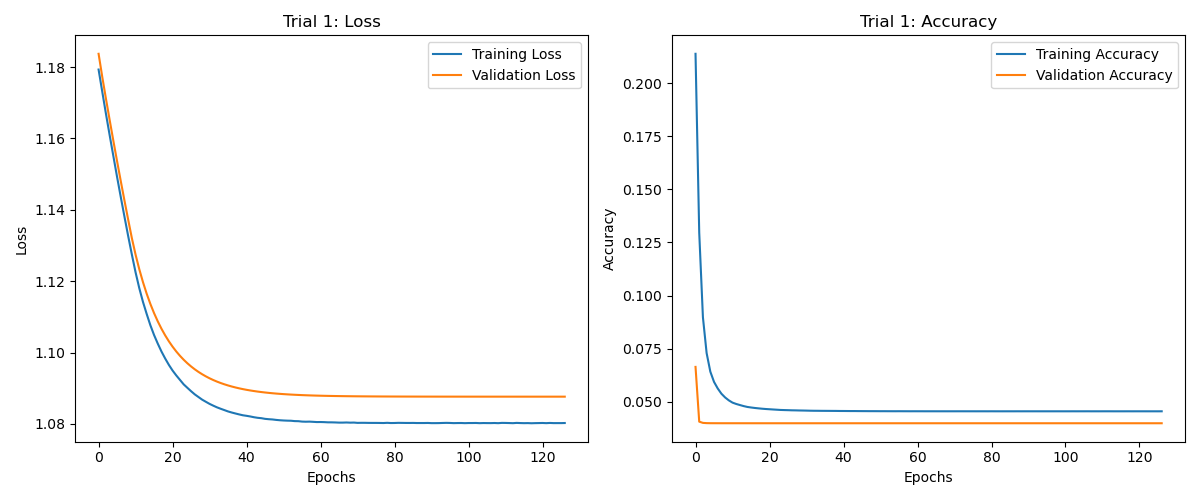 Trial 1: Loss
Training Loss
Validation Loss
1.18
1.16
1.14
1.12
1.10
1.08
Loss
0 20 40 60 80 100 120
Epochs
Trial 1: Accuracy
Training Accuracy
Validation Accuracy
0.200
0.175
0.150
0.125
0.100
0.075
0.050
Accuracy
0 20 40 60 80 100 120
Epochs